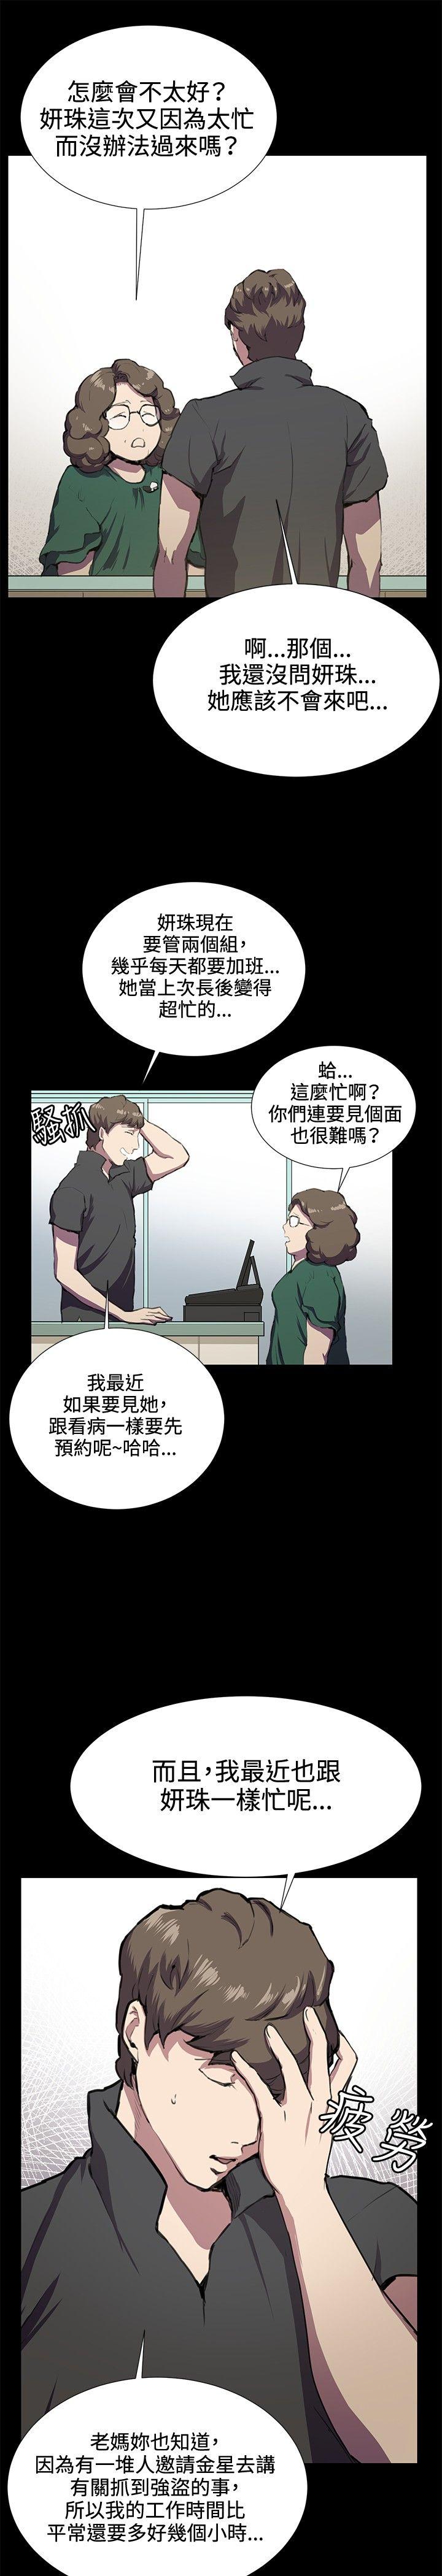 怎麼會不太好？
妍珠這次又因為太忙
而沒辦法過來嗎？
啊...那個...
我還沒問妍珠...
她應該不會來吧...
妍珠現在
要管兩個組，
幾乎每天都要加班...
她當上次長後變得
超忙的...
蛤...
這麼忙啊？
你們連要見個面
也很難嗎？
騷抓
我最近
如果要見她，
跟看病一樣要先
預約呢~哈哈...
而且，我最近也跟
妍珠一樣忙呢...
疲勞
老媽妳也知道，
因為有一堆人邀請金星去講
有關抓到強盜的事，
所以我的工作時間比
平常還要多好幾個小時...